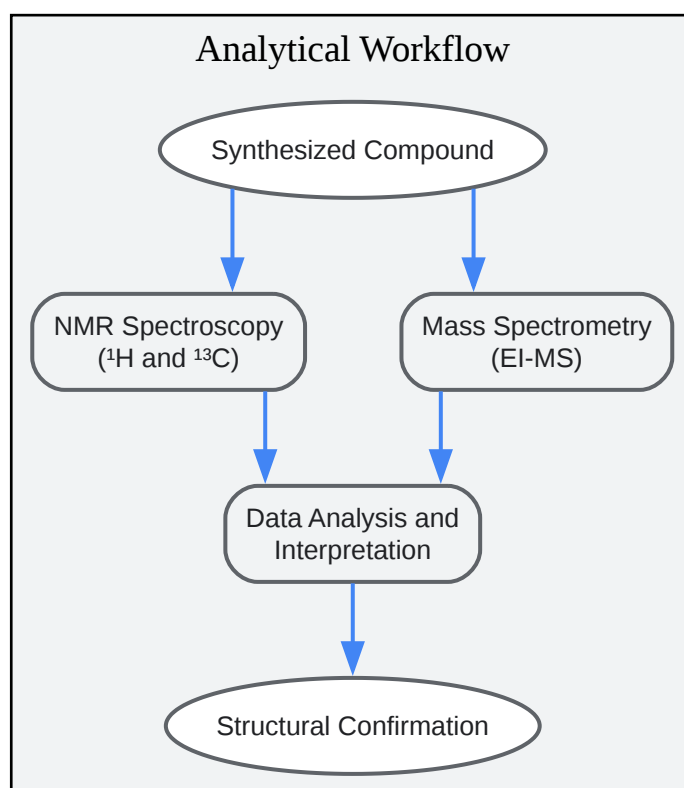 Analytical Workflow
Synthesized Compound
NMR Spectroscopy
(¹H and ¹³C)
Mass Spectrometry
(EI-MS)
Data Analysis and
Interpretation
Structural Confirmation